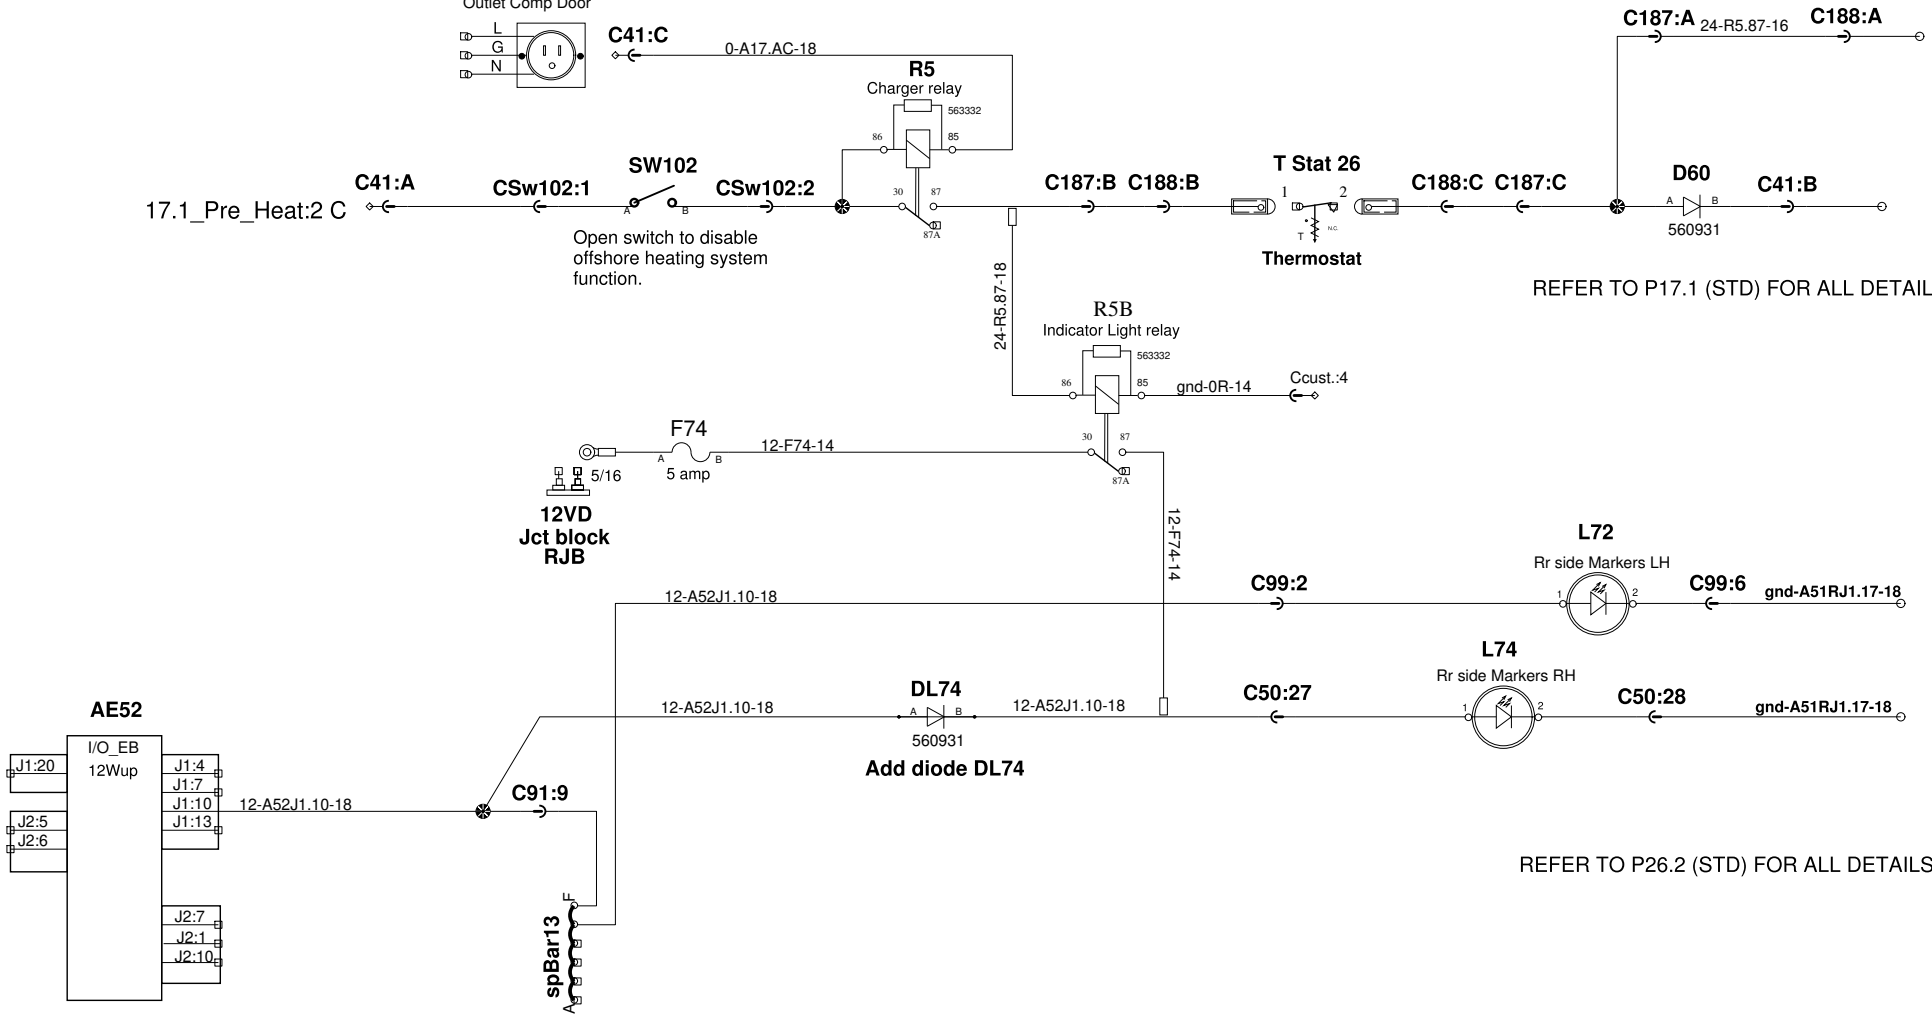 Outlet Comp Door
L
G
N
C41:C
0-A17.AC-18
R5
Charger relay
563332
86
85
C187:A
24-R5.87-16
C188:A
17.1_Pre_Heat:2 C
C41:A
CSw102:1
SW102
A
B
CSw102:2
30
87
87A
C187:B
C188:B
T Stat 26
1
2
T
N.C.
Thermostat
C188:C
C187:C
D60
A
B
560931
C41:B
Open switch to disable
offshore heating system
function.
REFER TO P17.1 (STD) FOR ALL DETAIL
24-R5.87-18
R5B
Indicator Light relay
563332
86
85
gnd-0R-14
Ccust.:4
5/16
F74
A
B
5 amp
12-F74-14
30
87
87A
12VD
Jct block
RJB
12-F74-14
12-A52J1.10-18
C99:2
L72
Rr side Markers LH
1
2
C99:6
gnd-A51RJ1.17-18
12-A52J1.10-18
DL74
A
B
560931
Add diode DL74
12-A52J1.10-18
C50:27
L74
Rr side Markers RH
1
2
C50:28
gnd-A51RJ1.17-18
AE52
I/O_EB
12Wup
J1:20
J2:5
J2:6
J1:4
J1:7
J1:10
J1:13
J2:7
J2:1
J2:10
12-A52J1.10-18
C91:9
F
spBar13
A
REFER TO P26.2 (STD) FOR ALL DETAILS